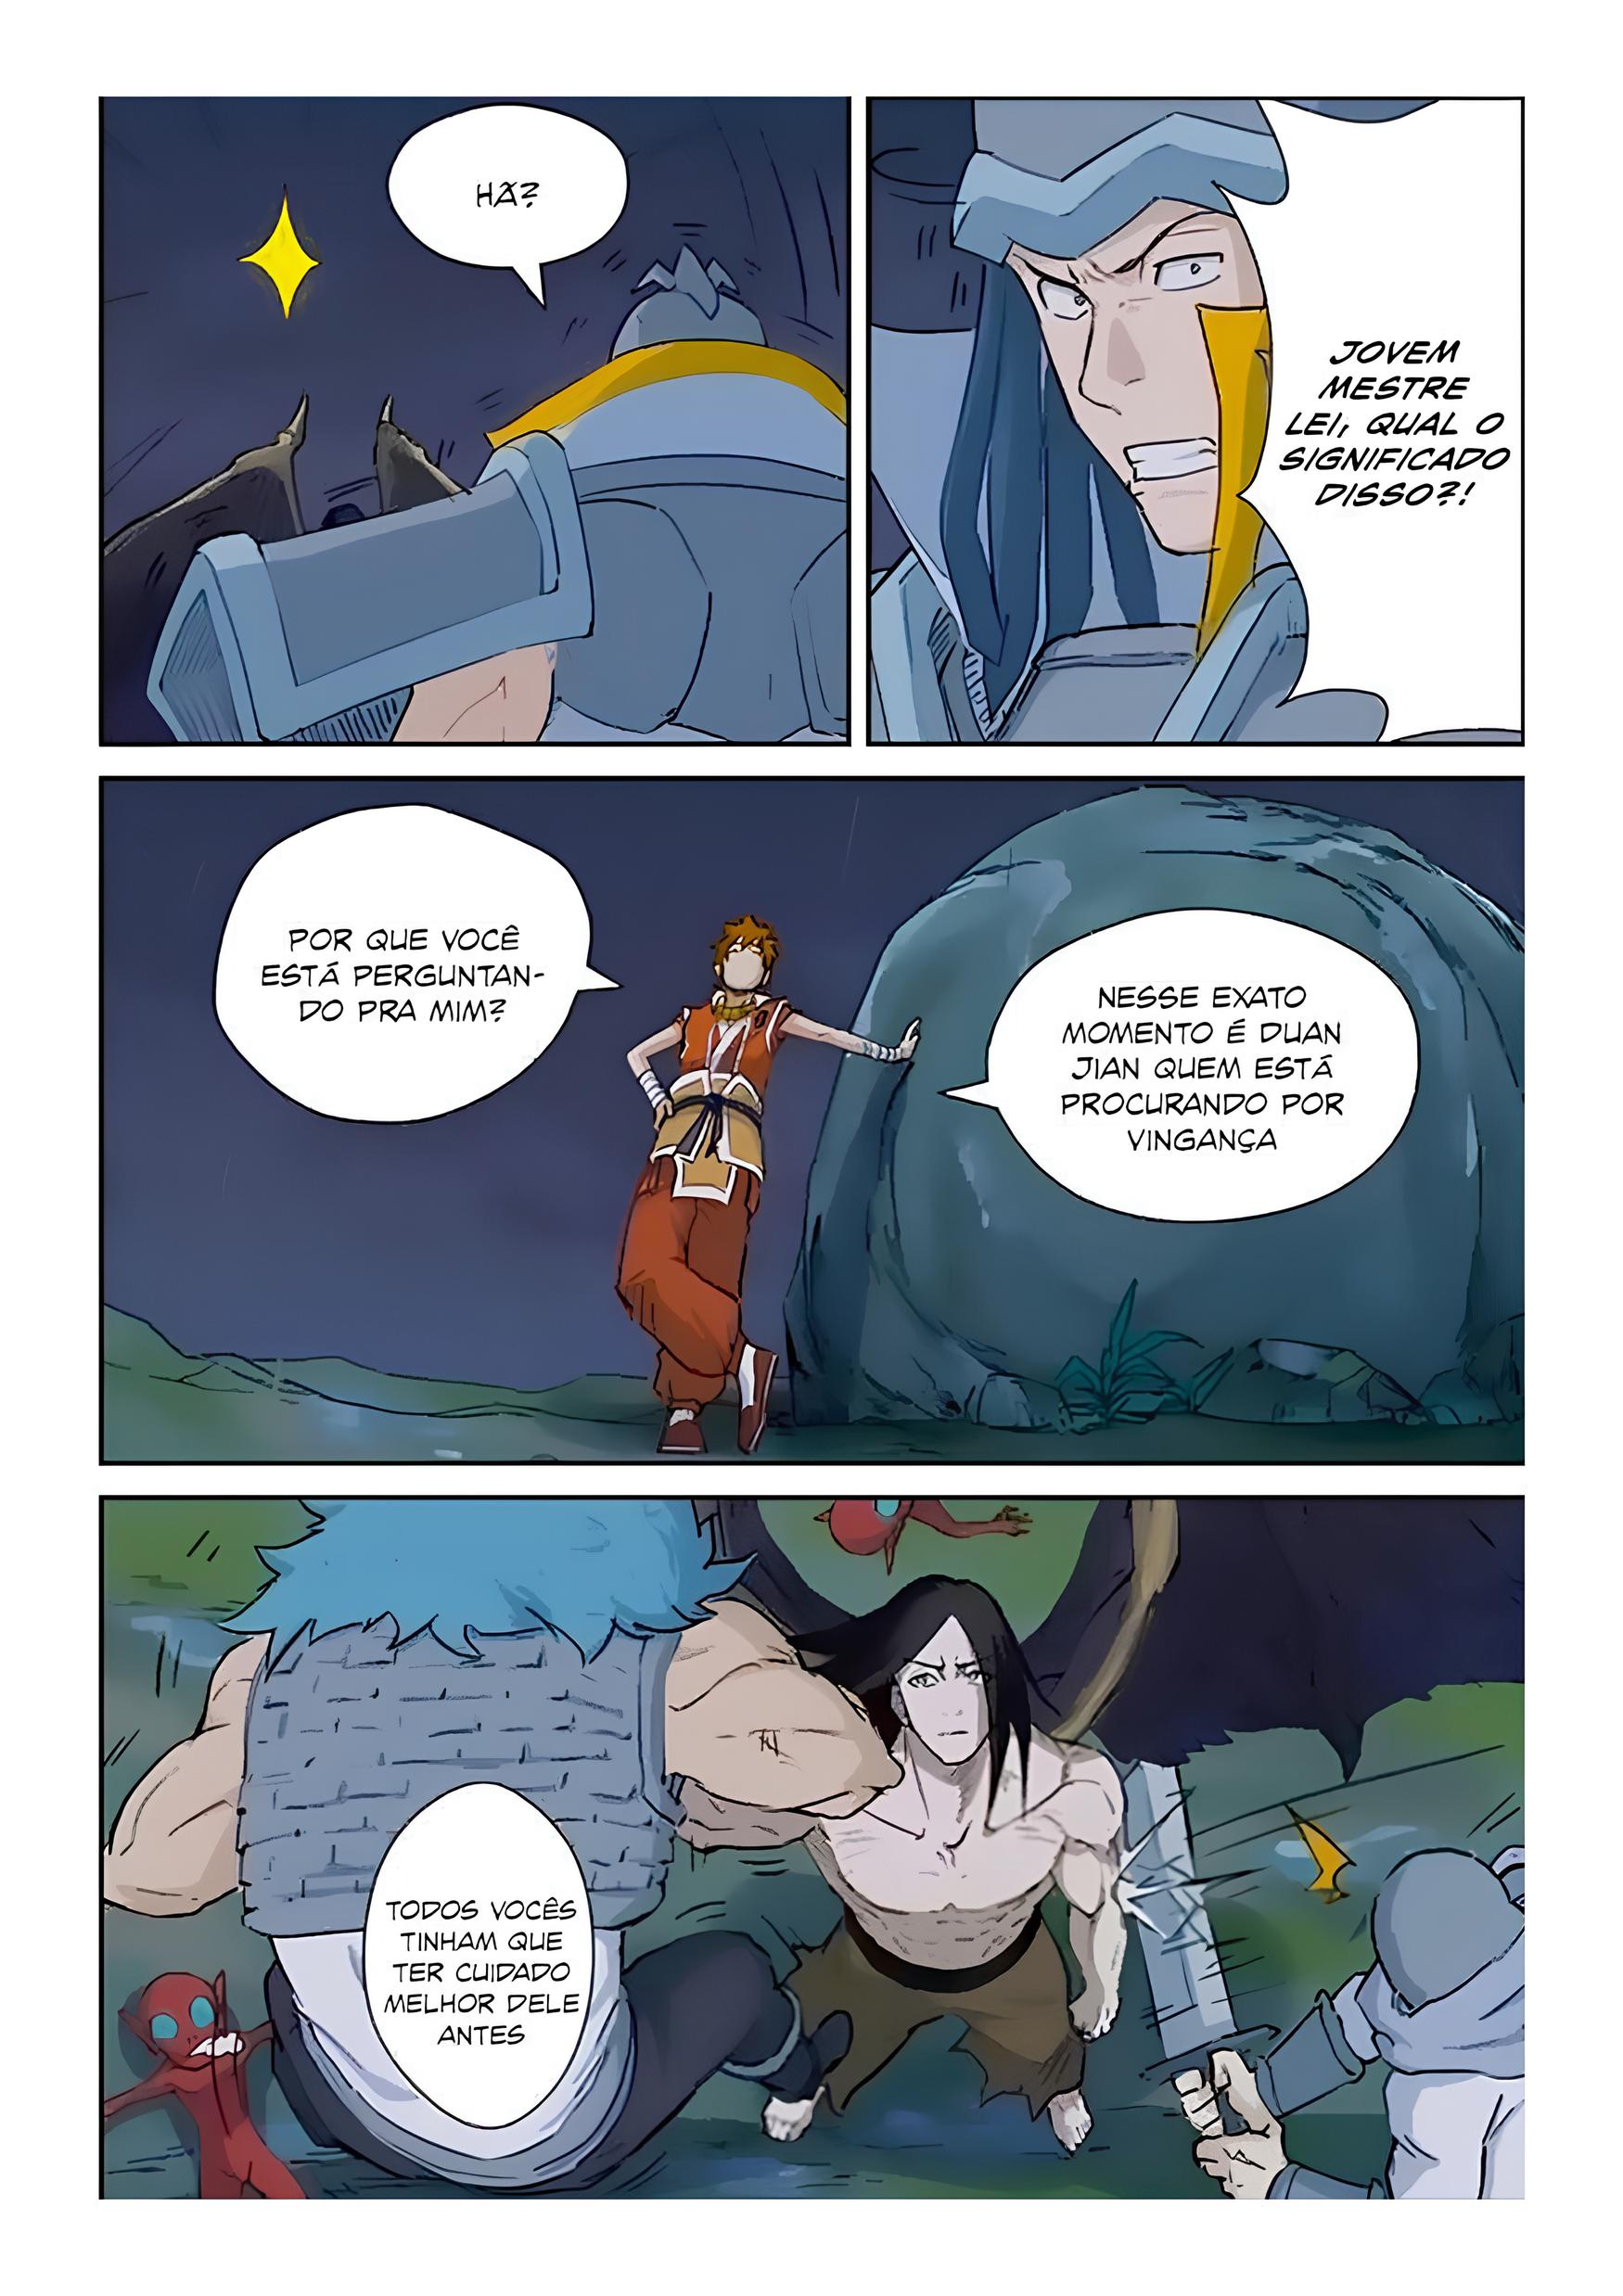 HÃ?
JOVEM
MESTRE
LEI, QUAL O
SIGNIFICADO
DISSO?!
POR QUE VOCÊ
ESTÁ PERGUNTAN-
DO PRA MIM?
NESSE EXATO
MOMENTO É DUAN
JIAN QUEM ESTÁ
PROCURANDO POR
VINGANÇA
TODOS VOCÊS
TINHAM QUE
TER CUIDADO
MELHOR DELE
ANTES